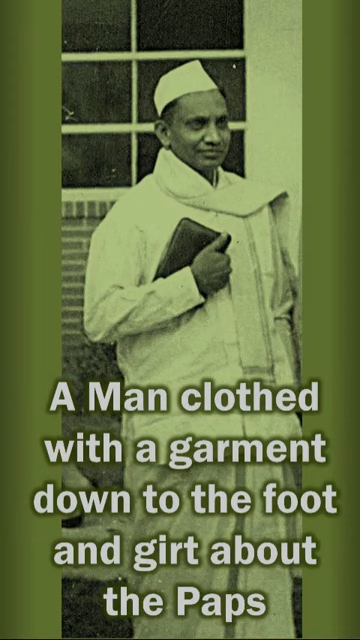 A Man clothed
with a garment
down to the foot
and girt about
the Paps